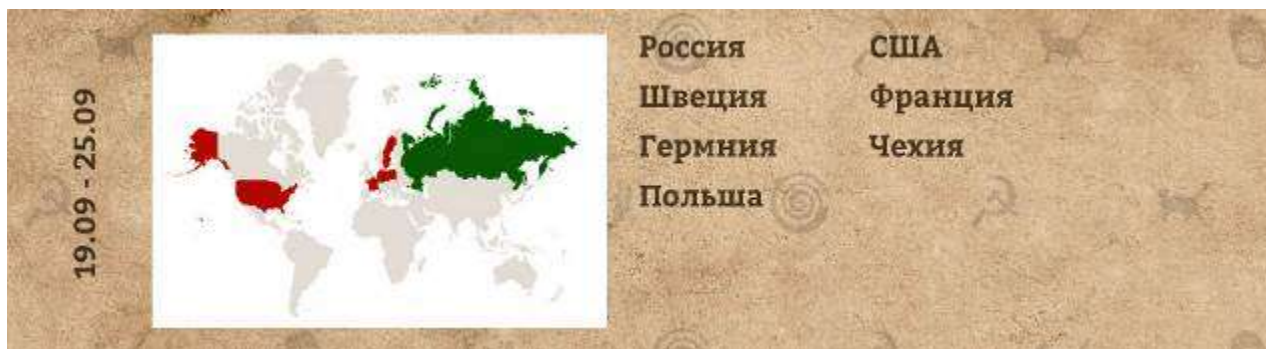 19.09 - 25.09
Россия
Швеция
Гермния
Польша
США
Франция
Чехия